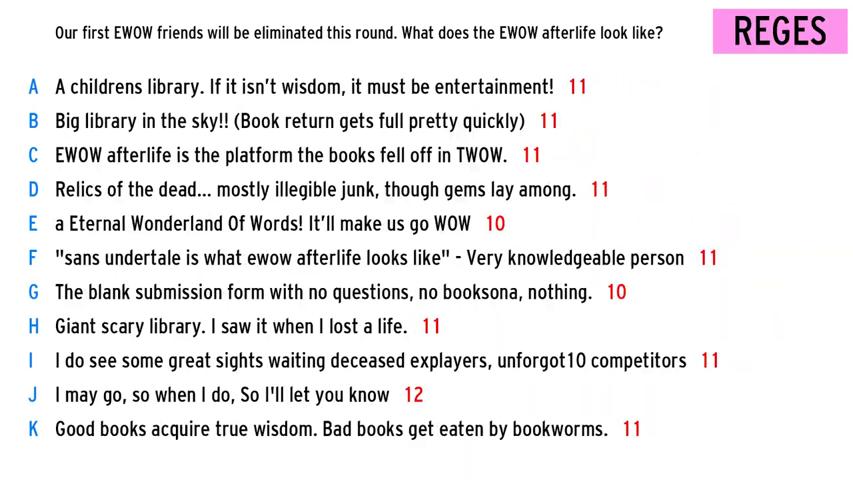 Our first EWOW friends will be eliminated this round. What does the EWOW afterlife look like?
REGES
A A childrens library. If it isn't wisdom, it must be entertainment! 11
B Big library in the sky!! (Book return gets full pretty quickly) 11
C EWOW afterlife is the platform the books fell off in TWOW. 11
D Relics of the dead... mostly illegible junk, though gems lay among. 11
E a Eternal Wonderland Of Words! It'll make us go WOW 10
F "sans undertale is what ewow afterlife looks like" - Very knowledgeable person 11
G The blank submission form with no questions, no booksona, nothing. 10
H Giant scary library. I saw it when I lost a life. 11
I I do see some great sights waiting deceased explayers, unforgot10 competitors 11
J I may go, so when I do, So I'll let you know 12
K Good books acquire true wisdom. Bad books get eaten by bookworms. 11